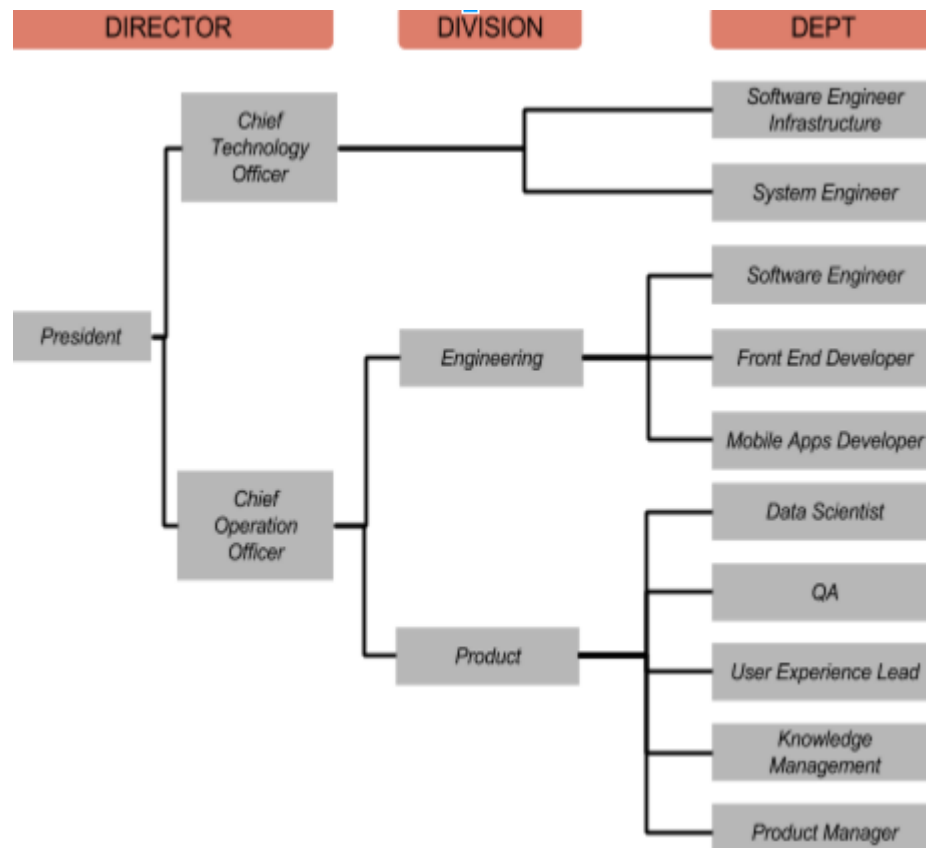 DIRECTOR
DIVISION
DEPT
Chief
Technology
Officer
Software Engineer
Infrastructure
System Engineer
Software Engineer
President
Engineering
Front End Developer
Mobile Apps Developer
Chief
Operation
Officer
Data Scientist
QA
Product
User Experience Lead
Knowledge
Management
Product Manager